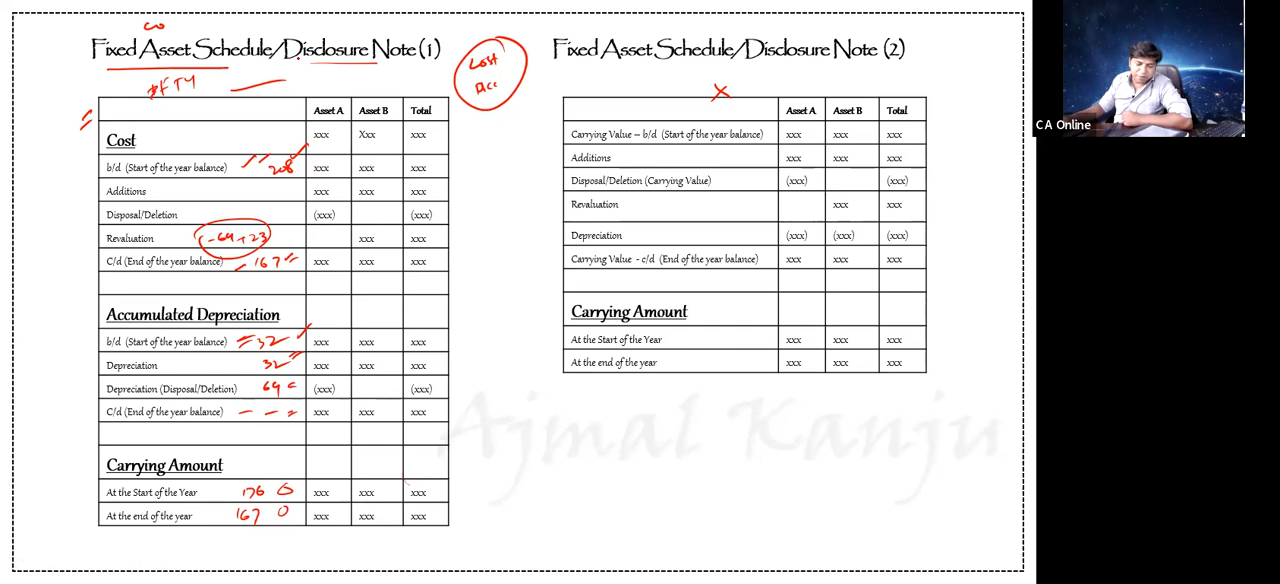 Fixed Asset Schedule/Disclosure Note (1)
Cost
Acc
Asset A Asset B Total
Cost xxx Xxx xxx
b/d (Start of the year balance) 208 xxx xxx xxx
Additions xxx xxx xxx
Disposal/Deletion (xxx) (xxx)
Revaluation (-64+23) xxx xxx
C/d (End of the year balance) 167 xxx xxx xxx
Accumulated Depreciation
b/d (Start of the year balance) 32 xxx xxx xxx
Depreciation 32 xxx xxx xxx
Depreciation (Disposal/Deletion) 64 (xxx) (xxx)
C/d (End of the year balance) xxx xxx xxx
Carrying Amount
At the Start of the Year 176 xxx xxx xxx
At the end of the year 167 xxx xxx xxx
Fixed Asset Schedule/Disclosure Note (2)
X
Asset A Asset B Total
Carrying Value – b/d (Start of the year balance) xxx xxx xxx
Additions xxx xxx xxx
Disposal/Deletion (Carrying Value) (xxx) (xxx)
Revaluation xxx xxx
Depreciation (xxx) (xxx) (xxx)
Carrying Value - c/d (End of the year balance) xxx xxx xxx
Carrying Amount
At the Start of the Year xxx xxx xxx
At the end of the year xxx xxx xxx
Ajmal Kanju
C A Online